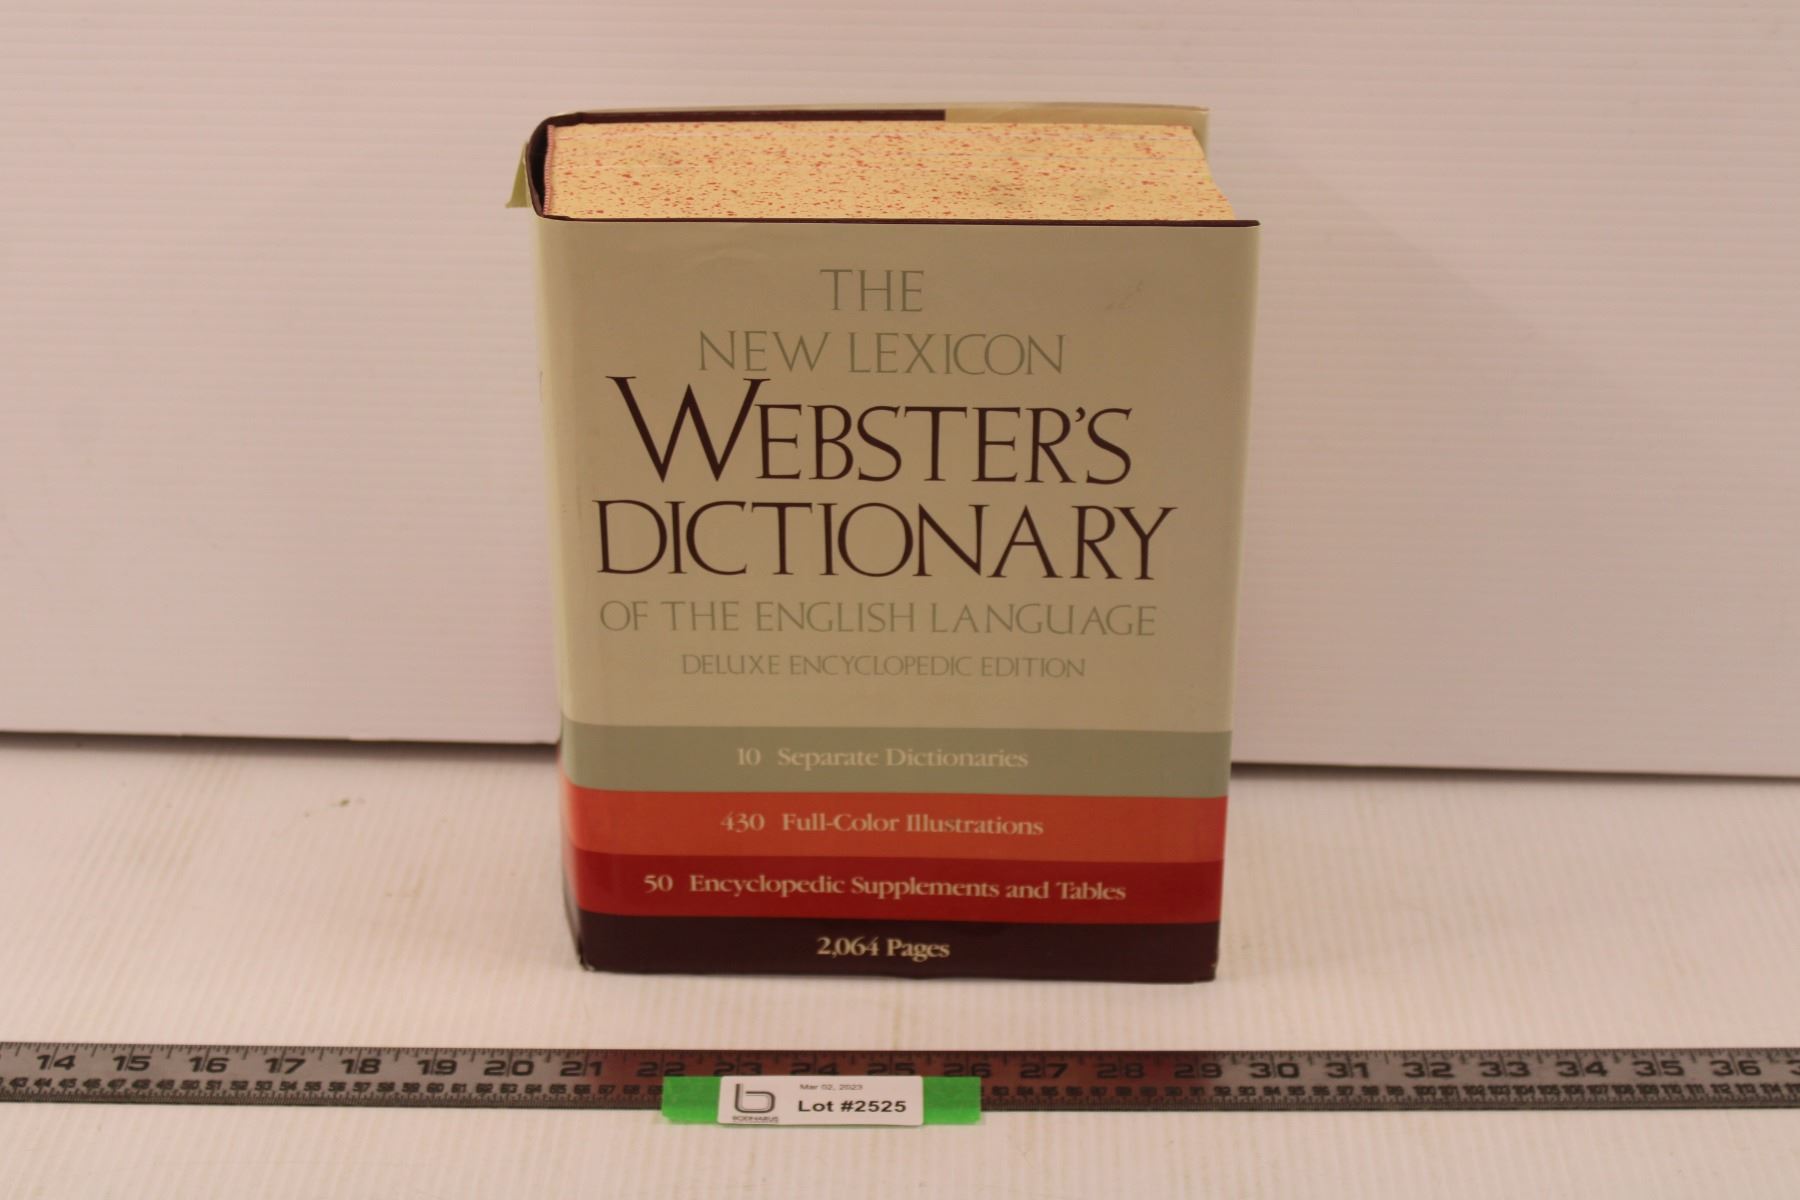 THE
NEW LEXICON
WEBSTER'S
DICTIONARY
OF THE ENGLISH LANGUAGE
DELUXE ENCYCLOPEDIC EDITION
10 Separate Dictionaries
430 Full-Color Illustrations
50 Encyclopedic Supplements and Tables
2,064 Pages
14 15 16 17 18 19 20 21 22 23 24 25 26 27 28 29 30 31 32 33 34 35 36
Mar 02, 2023
Lot #2525